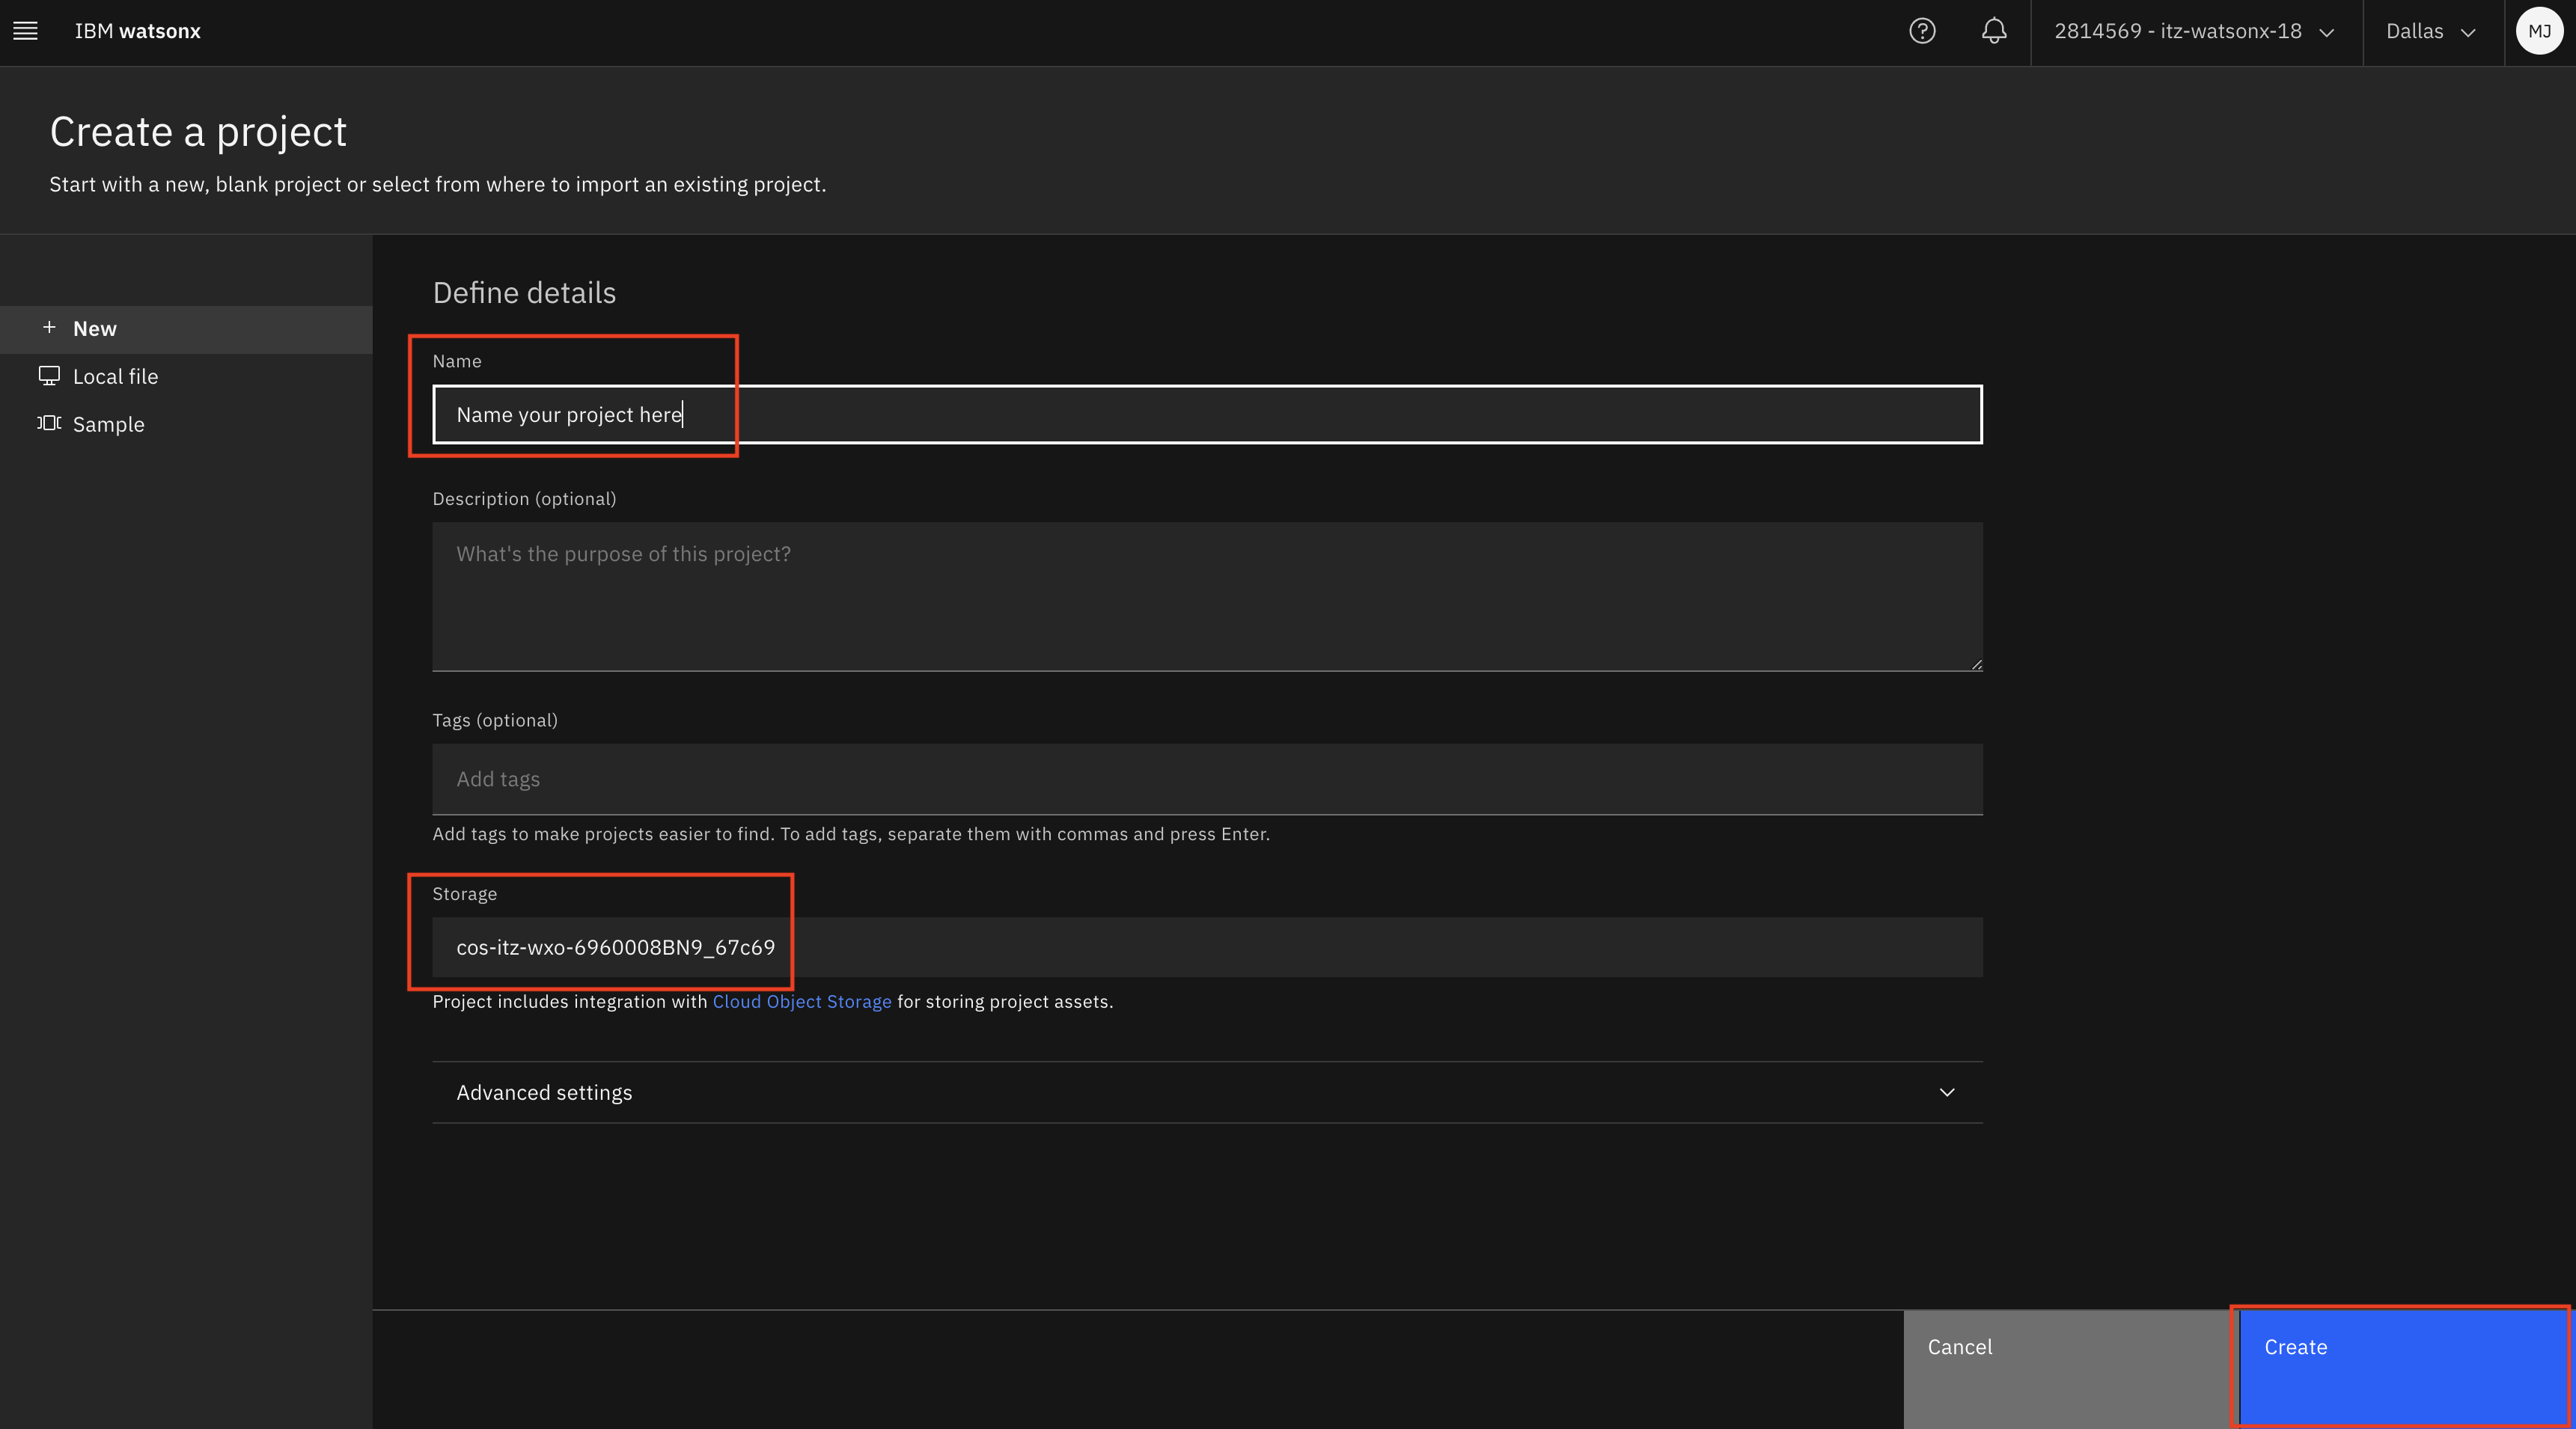 IBM watsonx
2814569 - itz-watsonx-18
Dallas
MJ
Create a project
Start with a new, blank project or select from where to import an existing project.
New
Local file
Sample
Define details
Name
Name your project here
Description (optional)
What's the purpose of this project?
Tags (optional)
Add tags
Add tags to make projects easier to find. To add tags, separate them with commas and press Enter.
Storage
cos-itz-wxo-6960008BN9_67c69
Project includes integration with Cloud Object Storage for storing project assets.
Advanced settings
Cancel
Create